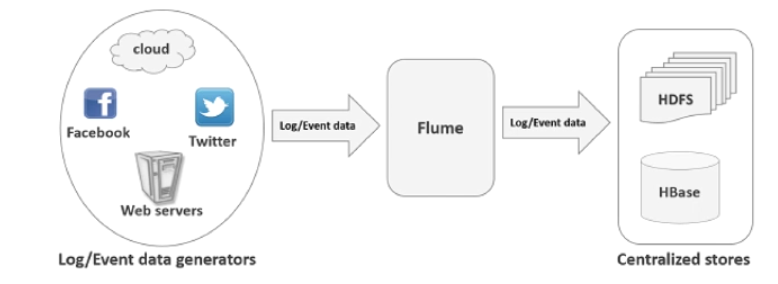 cloud
Facebook
Twitter
Web servers
Log/Event data generators
Log/Event data
Flume
Log/Event data
HDFS
HBase
Centralized stores